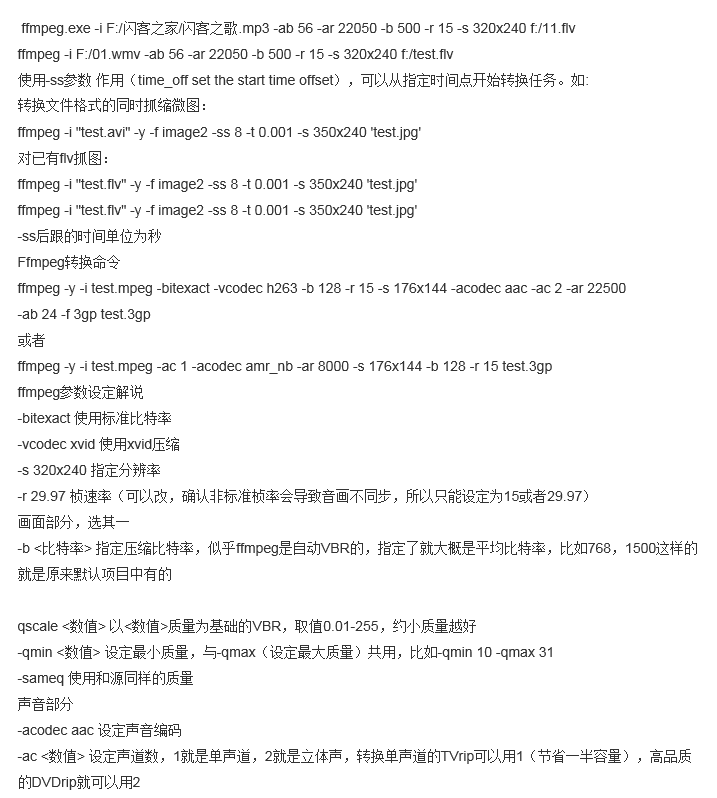 ffmpeg.exe -i F:/闪客之家/闪客之歌.mp3 -ab 56 -ar 22050 -b 500 -r 15 -s 320x240 f:/11.flv
ffmpeg -i F:/01.wmv -ab 56 -ar 22050 -b 500 -r 15 -s 320x240 f:/test.flv
使用-ss参数 作用（time_off set the start time offset），可以从指定时间点开始转换任务。如:
转换文件格式的同时抓缩微图：
ffmpeg -i "test.avi" -y -f image2 -ss 8 -t 0.001 -s 350x240 'test.jpg'
对已有flv抓图：
ffmpeg -i "test.flv" -y -f image2 -ss 8 -t 0.001 -s 350x240 'test.jpg'
ffmpeg -i "test.flv" -y -f image2 -ss 8 -t 0.001 -s 350x240 'test.jpg'
-ss后跟的时间单位为秒
Ffmpeg转换命令
ffmpeg -y -i test.mpeg -bitexact -vcodec h263 -b 128 -r 15 -s 176x144 -acodec aac -ac 2 -ar 22500
-ab 24 -f 3gp test.3gp
或者
ffmpeg -y -i test.mpeg -ac 1 -acodec amr_nb -ar 8000 -s 176x144 -b 128 -r 15 test.3gp
ffmpeg参数设定解说
-bitexact 使用标准比特率
-vcodec xvid 使用xvid压缩
-s 320x240 指定分辨率
-r 29.97 桢速率（可以改，确认非标准桢率会导致音画不同步，所以只能设定为15或者29.97）
画面部分，选其一
-b <比特率> 指定压缩比特率，似乎ffmpeg是自动VBR的，指定了就大概是平均比特率，比如768，1500这样的
就是原来默认项目中有的
qscale <数值> 以<数值>质量为基础的VBR，取值0.01-255，约小质量越好
-qmin <数值> 设定最小质量，与-qmax（设定最大质量）共用，比如-qmin 10 -qmax 31
-sameq 使用和源同样的质量
声音部分
-acodec aac 设定声音编码
-ac <数值> 设定声道数，1就是单声道，2就是立体声，转换单声道的TVrip可以用1（节省一半容量），高品质
的DVDrip就可以用2